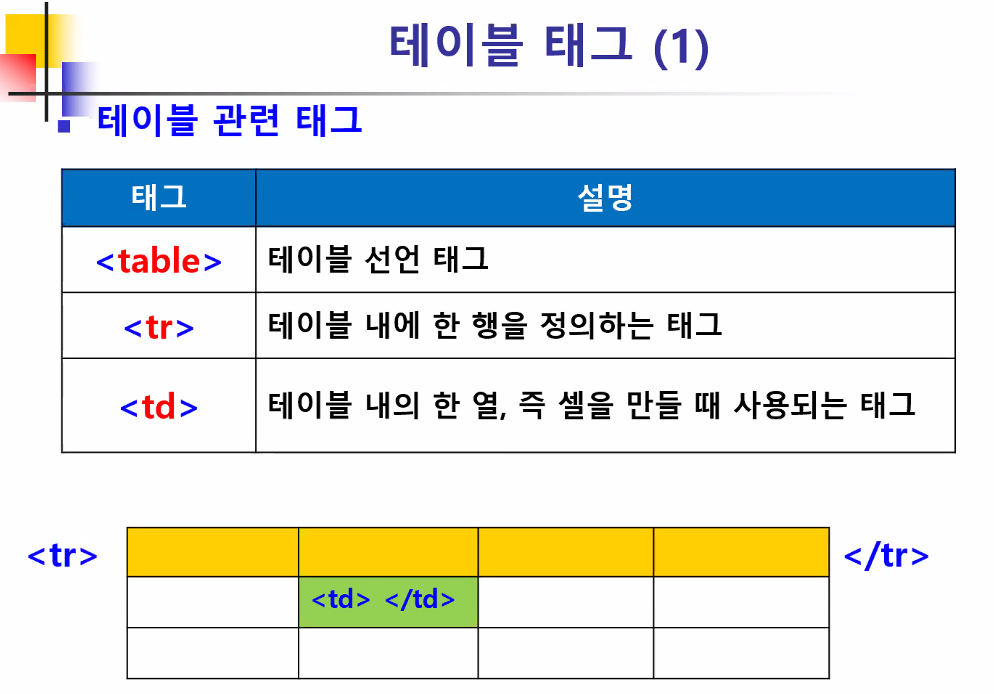 테이블 태그 (1)
테이블 관련 태그
태그 설명
<table> 테이블 선언 태그
<tr> 테이블 내에 한 행을 정의하는 태그
<td> 테이블 내의 한 열, 즉 셀을 만들 때 사용되는 태그
<tr> </tr>
<td> </td>